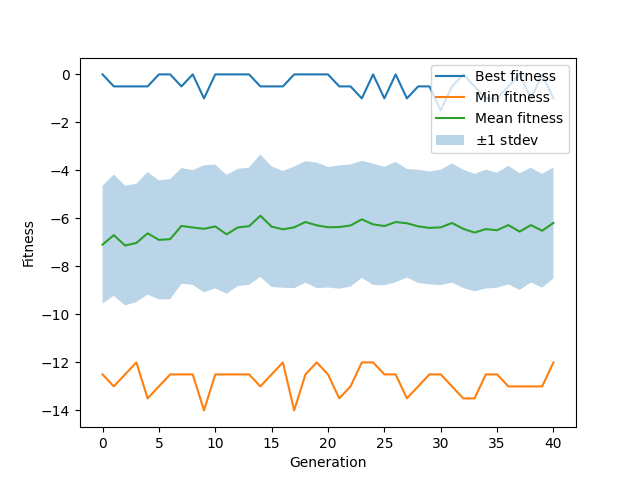 Best fitness
Min fitness
Mean fitness
±1 stdev
0
−2
−4
−6
−8
−10
−12
−14
Fitness
0 5 10 15 20 25 30 35 40
Generation